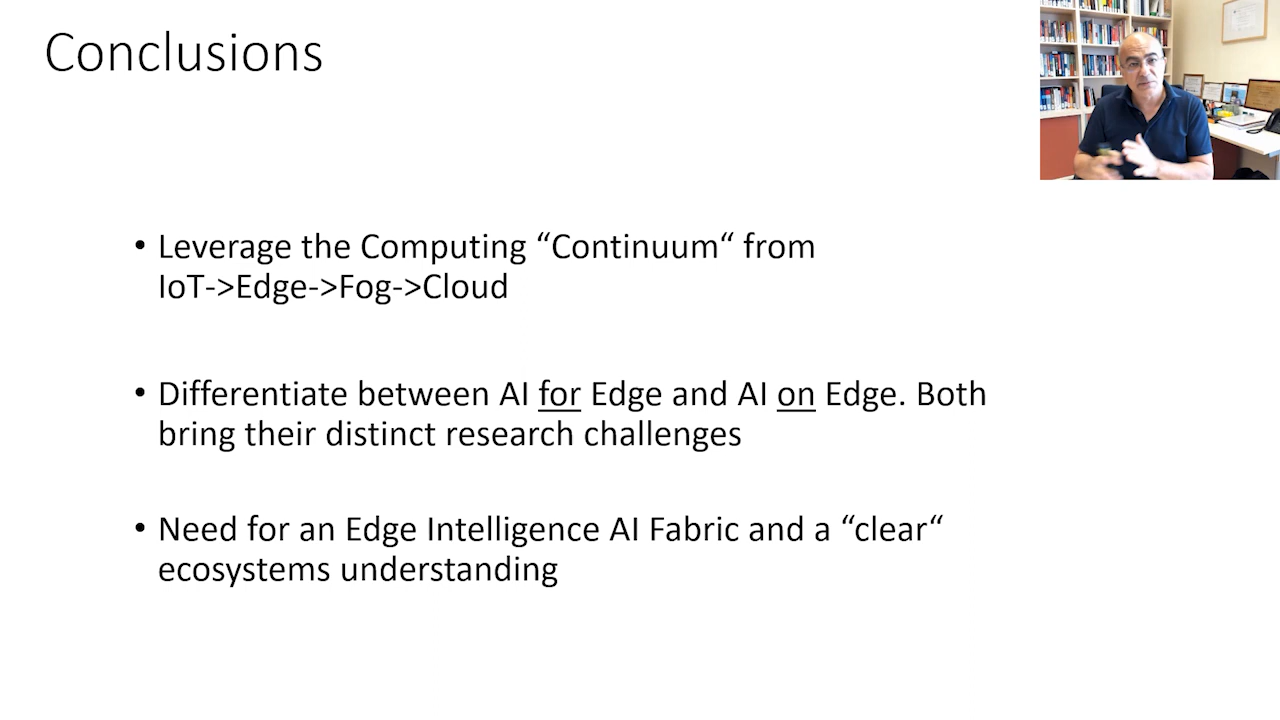 Conclusions
• Leverage the Computing “Continuum“ from
IoT->Edge->Fog->Cloud
• Differentiate between AI for Edge and AI on Edge. Both
bring their distinct research challenges
• Need for an Edge Intelligence AI Fabric and a “clear“
ecosystems understanding